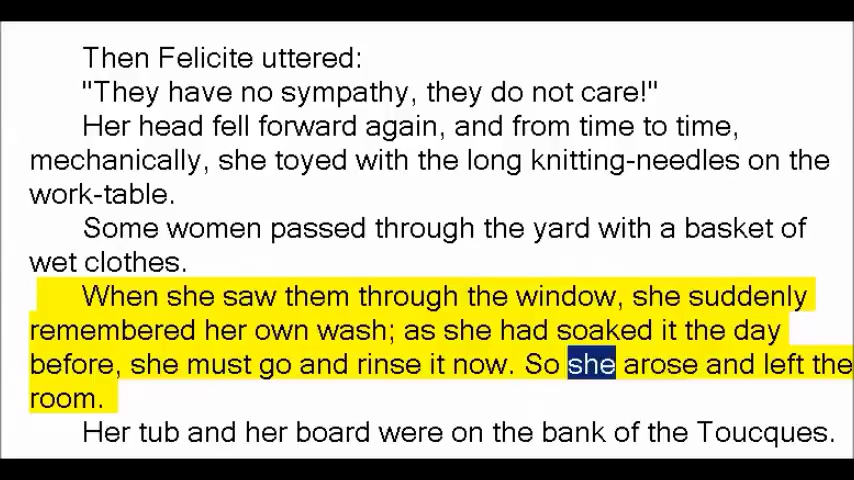 Then Felicite uttered:
"They have no sympathy, they do not care!"
Her head fell forward again, and from time to time,
mechanically, she toyed with the long knitting-needles on the
work-table.
Some women passed through the yard with a basket of
wet clothes.
When she saw them through the window, she suddenly
remembered her own wash; as she had soaked it the day
before, she must go and rinse it now. So she arose and left the
room.
Her tub and her board were on the bank of the Toucques.